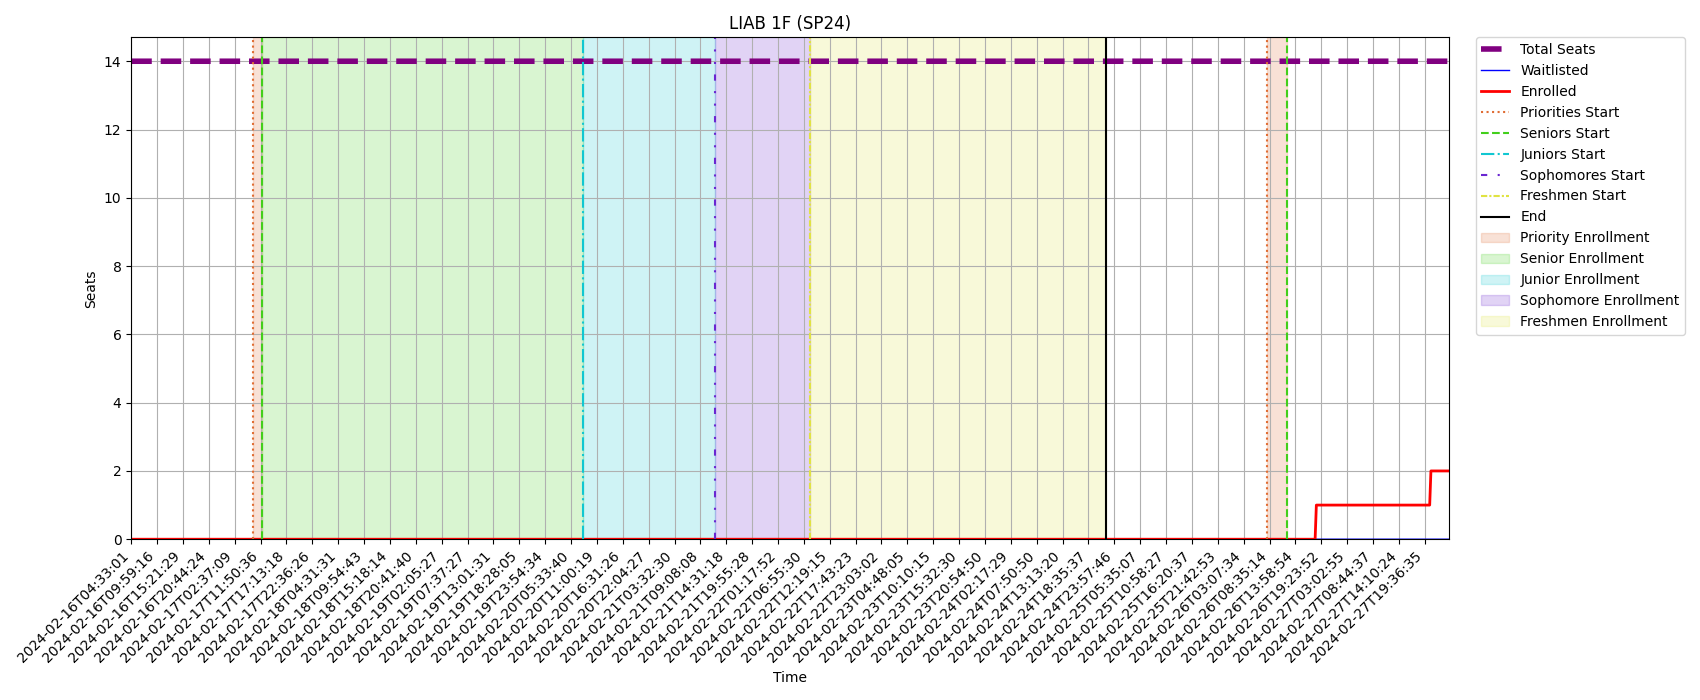 LIAB 1F (SP24)
Seats
14
12
10
8
6
4
2
0
2024-02-16T04:33:01
2024-02-16T09:59:16
2024-02-16T15:21:29
2024-02-16T20:44:24
2024-02-17T02:37:09
2024-02-17T11:50:36
2024-02-17T17:13:18
2024-02-17T22:36:26
2024-02-18T04:31:31
2024-02-18T09:54:43
2024-02-18T15:18:14
2024-02-18T20:41:40
2024-02-19T02:05:27
2024-02-19T07:37:27
2024-02-19T13:01:31
2024-02-19T18:28:05
2024-02-19T23:54:34
2024-02-20T05:33:40
2024-02-20T11:00:19
2024-02-20T16:31:26
2024-02-20T22:04:27
2024-02-21T03:32:30
2024-02-21T09:08:08
2024-02-21T14:31:18
2024-02-21T19:55:28
2024-02-22T01:17:52
2024-02-22T06:55:30
2024-02-22T12:19:15
2024-02-22T17:43:23
2024-02-22T23:03:02
2024-02-23T04:48:05
2024-02-23T10:10:15
2024-02-23T15:32:30
2024-02-23T20:54:50
2024-02-24T02:17:29
2024-02-24T07:50:50
2024-02-24T13:13:20
2024-02-24T18:35:37
2024-02-24T23:57:46
2024-02-25T05:35:07
2024-02-25T10:58:27
2024-02-25T16:20:37
2024-02-25T21:42:53
2024-02-26T03:07:34
2024-02-26T08:35:14
2024-02-26T13:58:54
2024-02-26T19:23:52
2024-02-27T03:02:55
2024-02-27T08:44:37
2024-02-27T14:10:24
2024-02-27T19:36:35
Time
Total Seats
Waitlisted
Enrolled
Priorities Start
Seniors Start
Juniors Start
Sophomores Start
Freshmen Start
End
Priority Enrollment
Senior Enrollment
Junior Enrollment
Sophomore Enrollment
Freshmen Enrollment